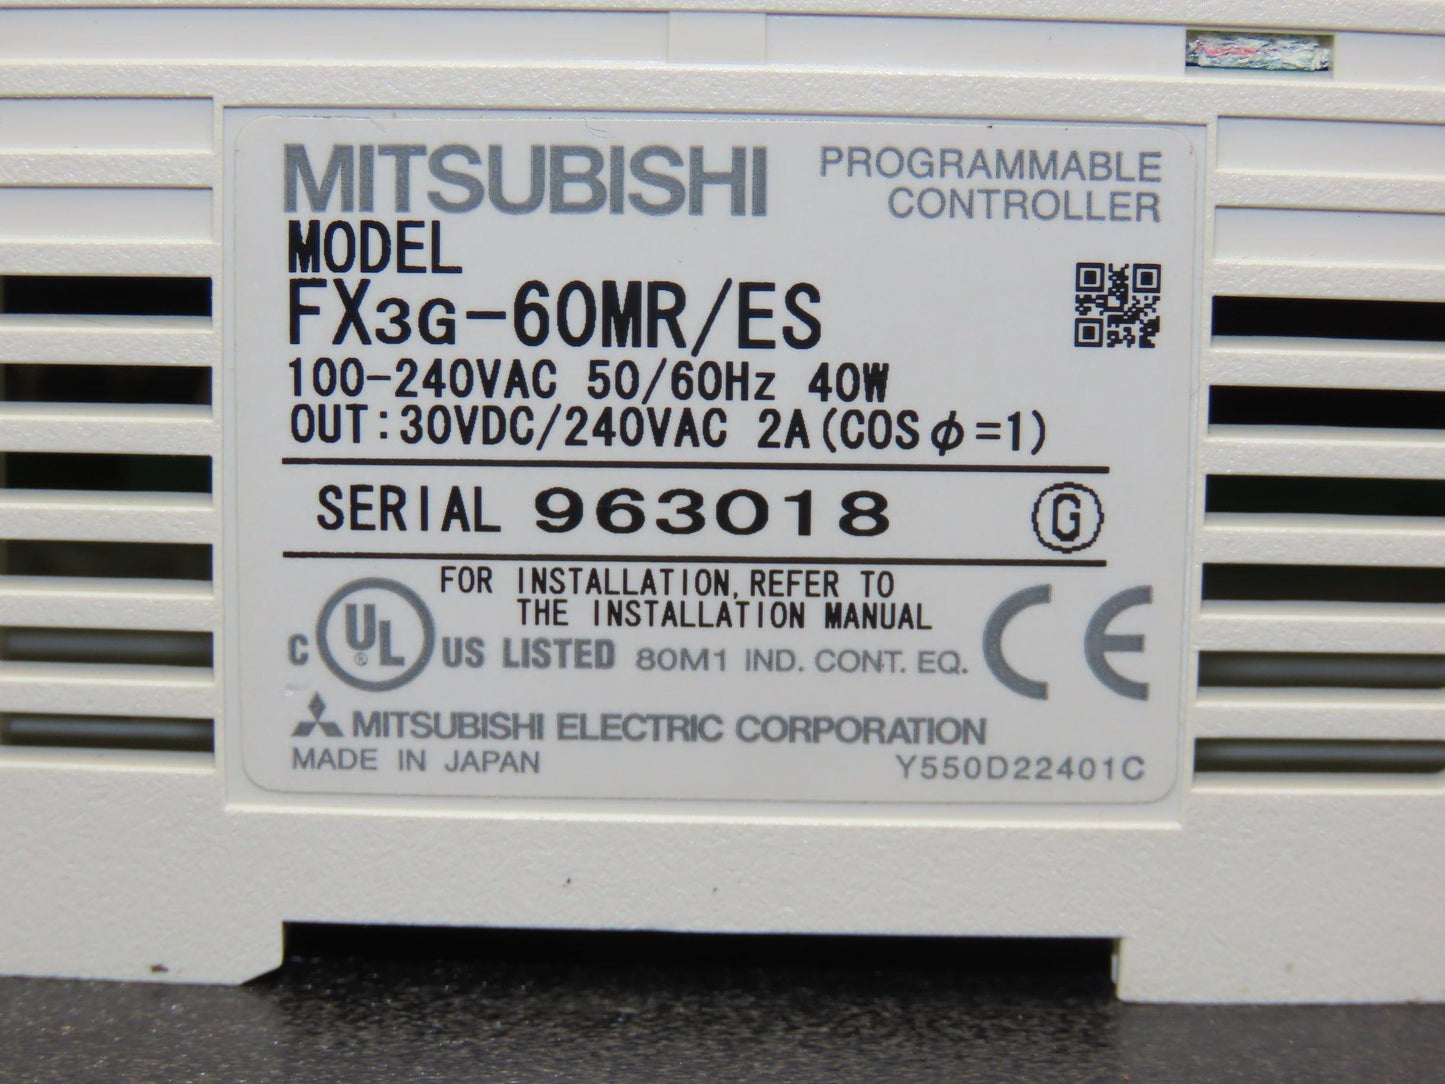 MITSUBISHI
PROGRAMMABLE
CONTROLLER
MODEL
FX3G-60MR/ES
100-240VAC 50/60Hz 40W
OUT:30VDC/240VAC 2A(COSφ=1)
SERIAL 963018 G
FOR INSTALLATION,REFER TO
THE INSTALLATION MANUAL
C UL® US LISTED 80M1 IND. CONT. EQ. CE
MITSUBISHI ELECTRIC CORPORATION
MADE IN JAPAN Y550D22401C